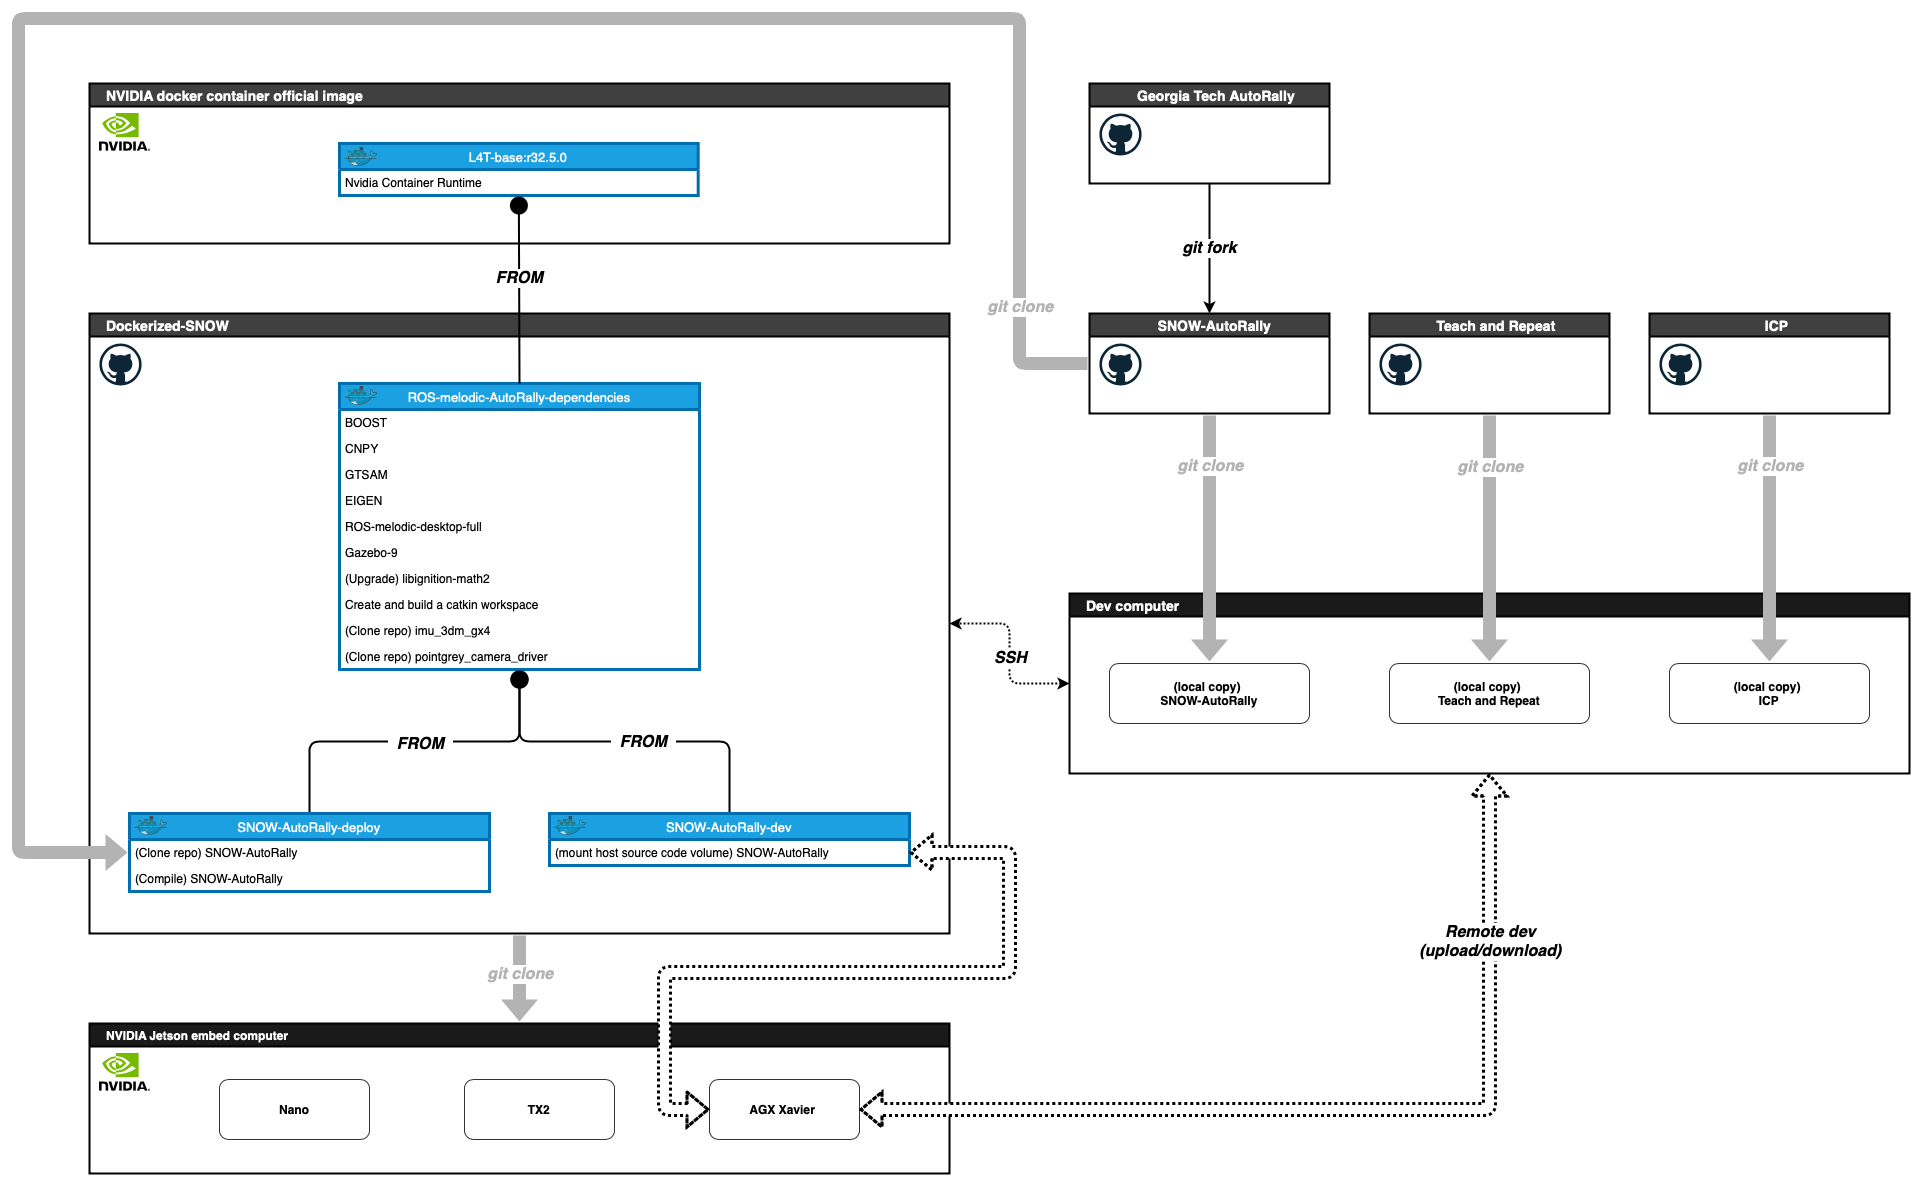 NVIDIA docker container official image
NVIDIA.
L4T-base:r32.5.0
Nvidia Container Runtime
FROM
Georgia Tech AutoRally
git fork
git clone
Dockerized-SNOW
ROS-melodic-AutoRally-dependencies
BOOST
CNPY
GTSAM
EIGEN
ROS-melodic-desktop-full
Gazebo-9
(Upgrade) libignition-math2
Create and build a catkin workspace
(Clone repo) imu_3dm_gx4
(Clone repo) pointgrey_camera_driver
FROM
FROM
SNOW-AutoRally-deploy
(Clone repo) SNOW-AutoRally
(Compile) SNOW-AutoRally
SNOW-AutoRally-dev
(mount host source code volume) SNOW-AutoRally
SNOW-AutoRally
Teach and Repeat
ICP
git clone
git clone
git clone
SSH
Dev computer
(local copy)
SNOW-AutoRally
(local copy)
Teach and Repeat
(local copy)
ICP
Remote dev
(upload/download)
git clone
NVIDIA Jetson embed computer
NVIDIA.
Nano
TX2
AGX Xavier